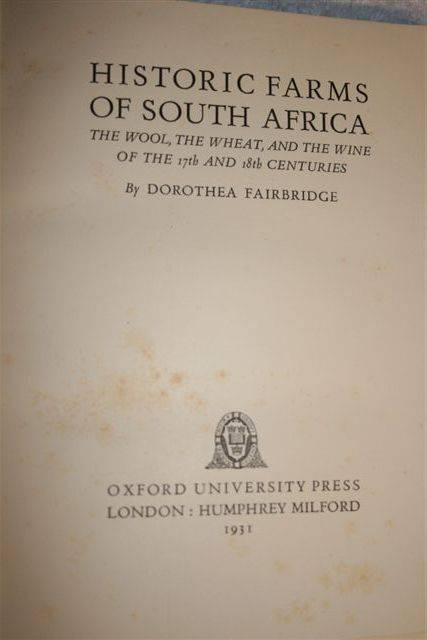 HISTORIC FARMS
OF SOUTH AFRICA
THE WOOL, THE WHEAT, AND THE WINE
OF THE 17th AND 18th CENTURIES
By DOROTHEA FAIRBRIDGE
OXFORD UNIVERSITY PRESS
LONDON : HUMPHREY MILFORD
1931